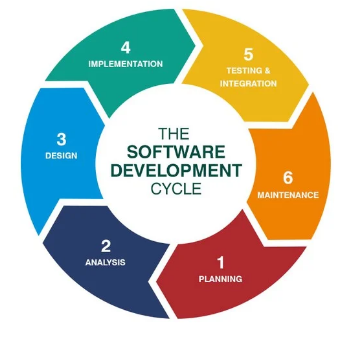 THE
SOFTWARE
DEVELOPMENT
CYCLE
1
PLANNING
2
ANALYSIS
3
DESIGN
4
IMPLEMENTATION
5
TESTING &
INTEGRATION
6
MAINTENANCE